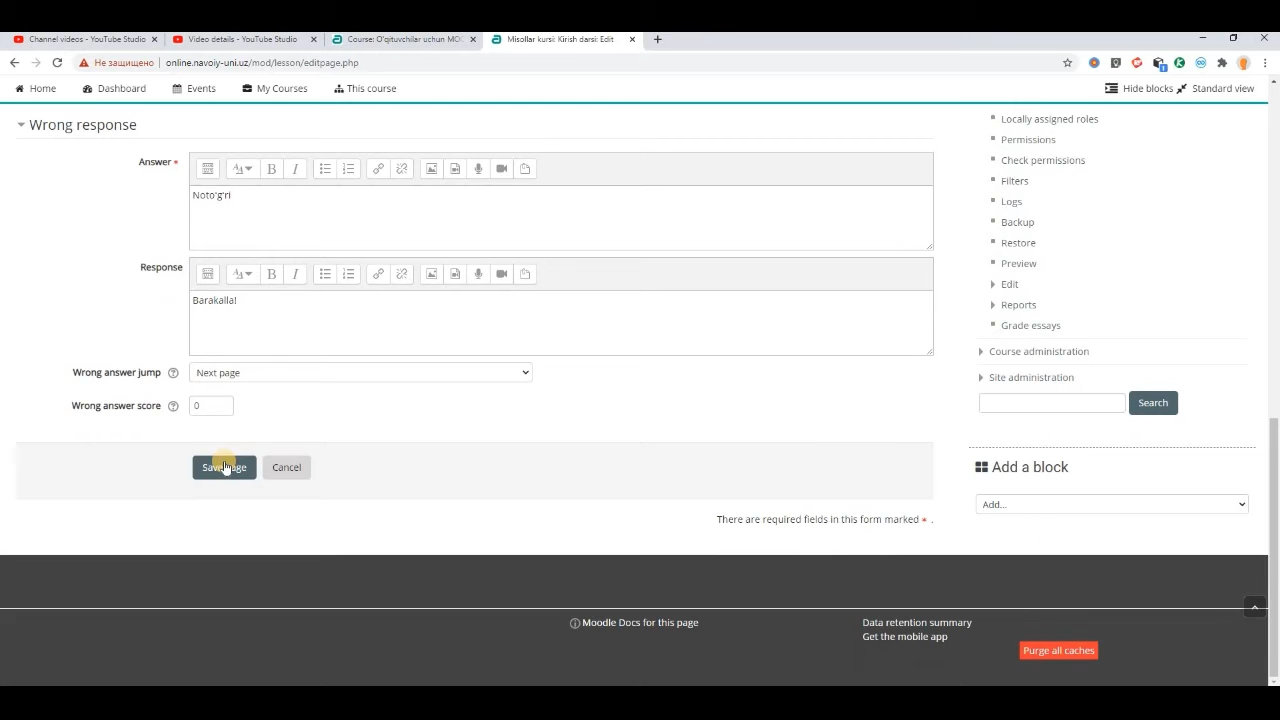 Channel videos - YouTube Studio
Video details - YouTube Studio
Course: O'qituvchilar uchun MO
Misollar kursi: Kirish darsi: Edit
Не защищено
online.navoiy-uni.uz/mod/lesson/editpage.php
Home
Dashboard
Events
My Courses
This course
Hide blocks
Standard view
Wrong response
Answer *
Noto'g'ri
Response
Barakalla!
Wrong answer jump
Next page
Wrong answer score
0
Save page
Cancel
There are required fields in this form marked * .
Locally assigned roles
Permissions
Check permissions
Filters
Logs
Backup
Restore
Preview
Edit
Reports
Grade essays
Course administration
Site administration
Search
Add a block
Add...
Moodle Docs for this page
Data retention summary
Get the mobile app
Purge all caches